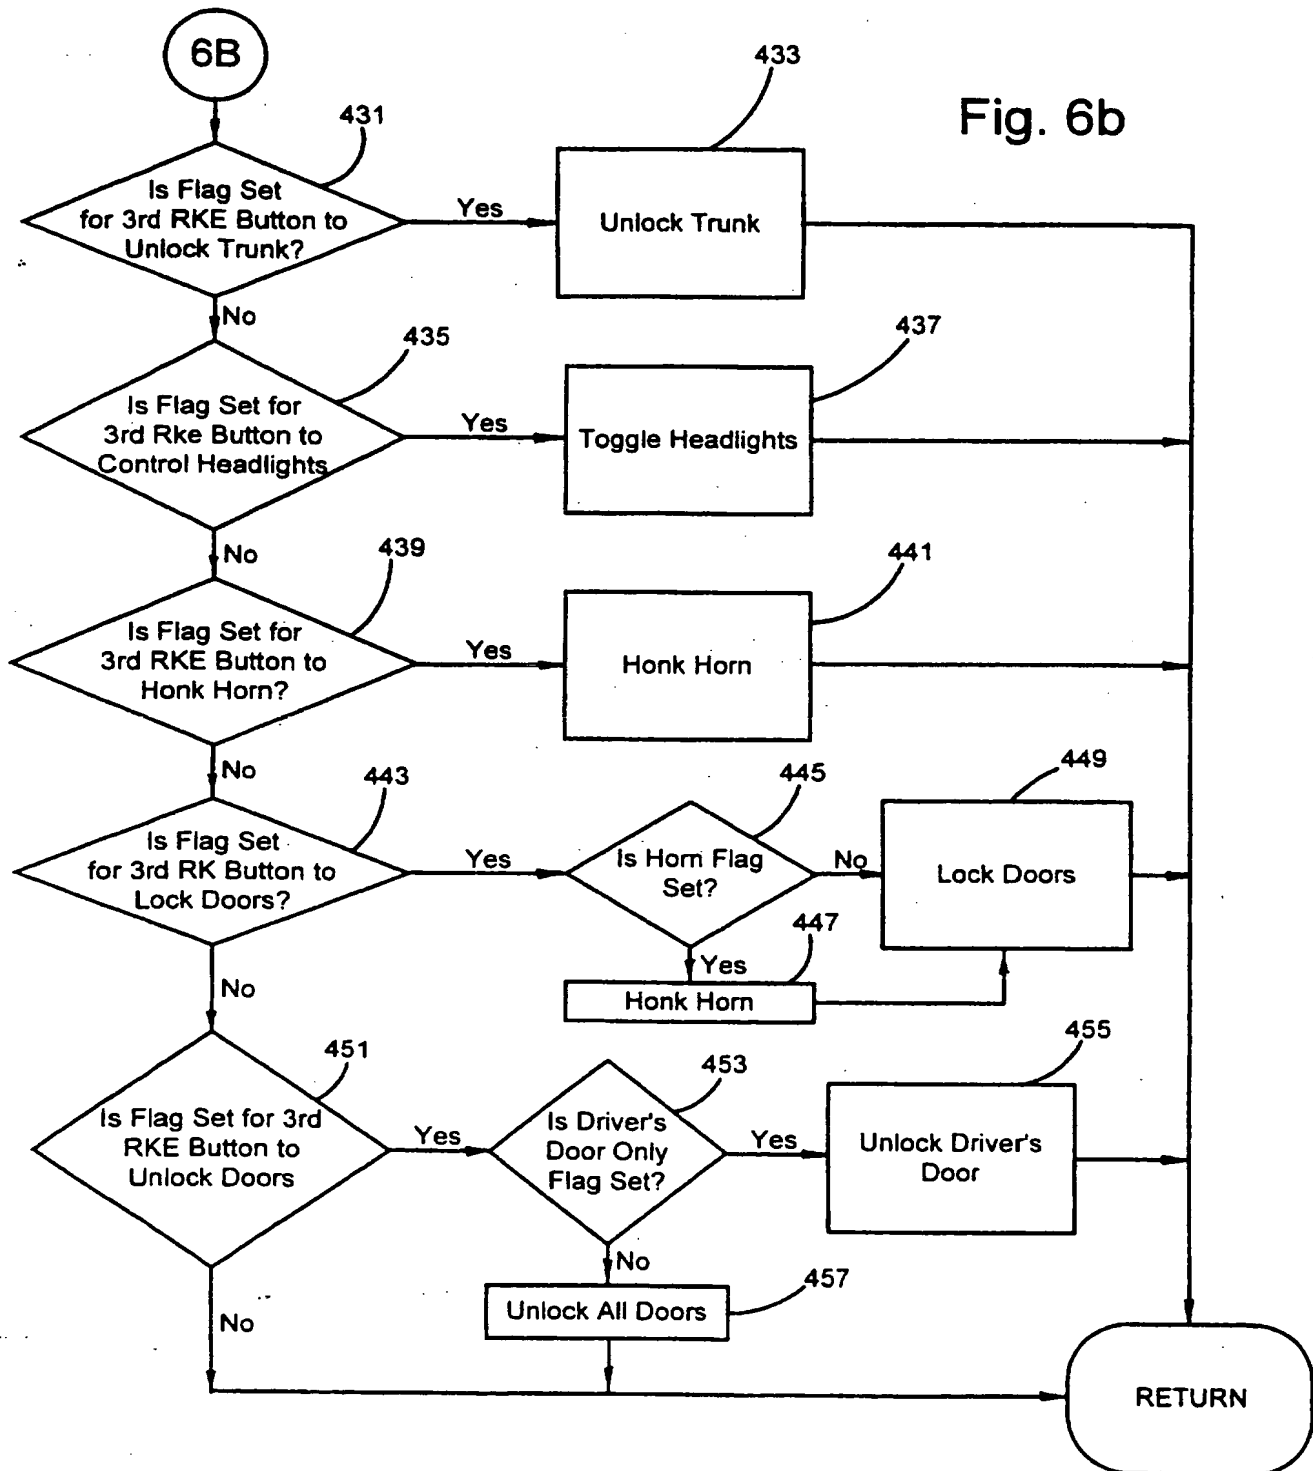 6B
Fig. 6b
431
433
Is Flag Set
for 3rd RKE Button to
Unlock Trunk?
Yes
Unlock Trunk
No
435
437
Is Flag Set for
3rd Rke Button to
Control Headlights
Yes
Toggle Headlights
No
439
441
Is Flag Set for
3rd RKE Button to
Honk Horn?
Yes
Honk Horn
No
443
445
449
Is Flag Set
for 3rd RK Button to
Lock Doors?
Yes
Is Horn Flag
Set?
No
Lock Doors
447
Yes
Honk Horn
No
451
453
455
Is Flag Set for 3rd
RKE Button to
Unlock Doors
Yes
Is Driver's
Door Only
Flag Set?
Yes
Unlock Driver's
Door
No
457
Unlock All Doors
No
RETURN